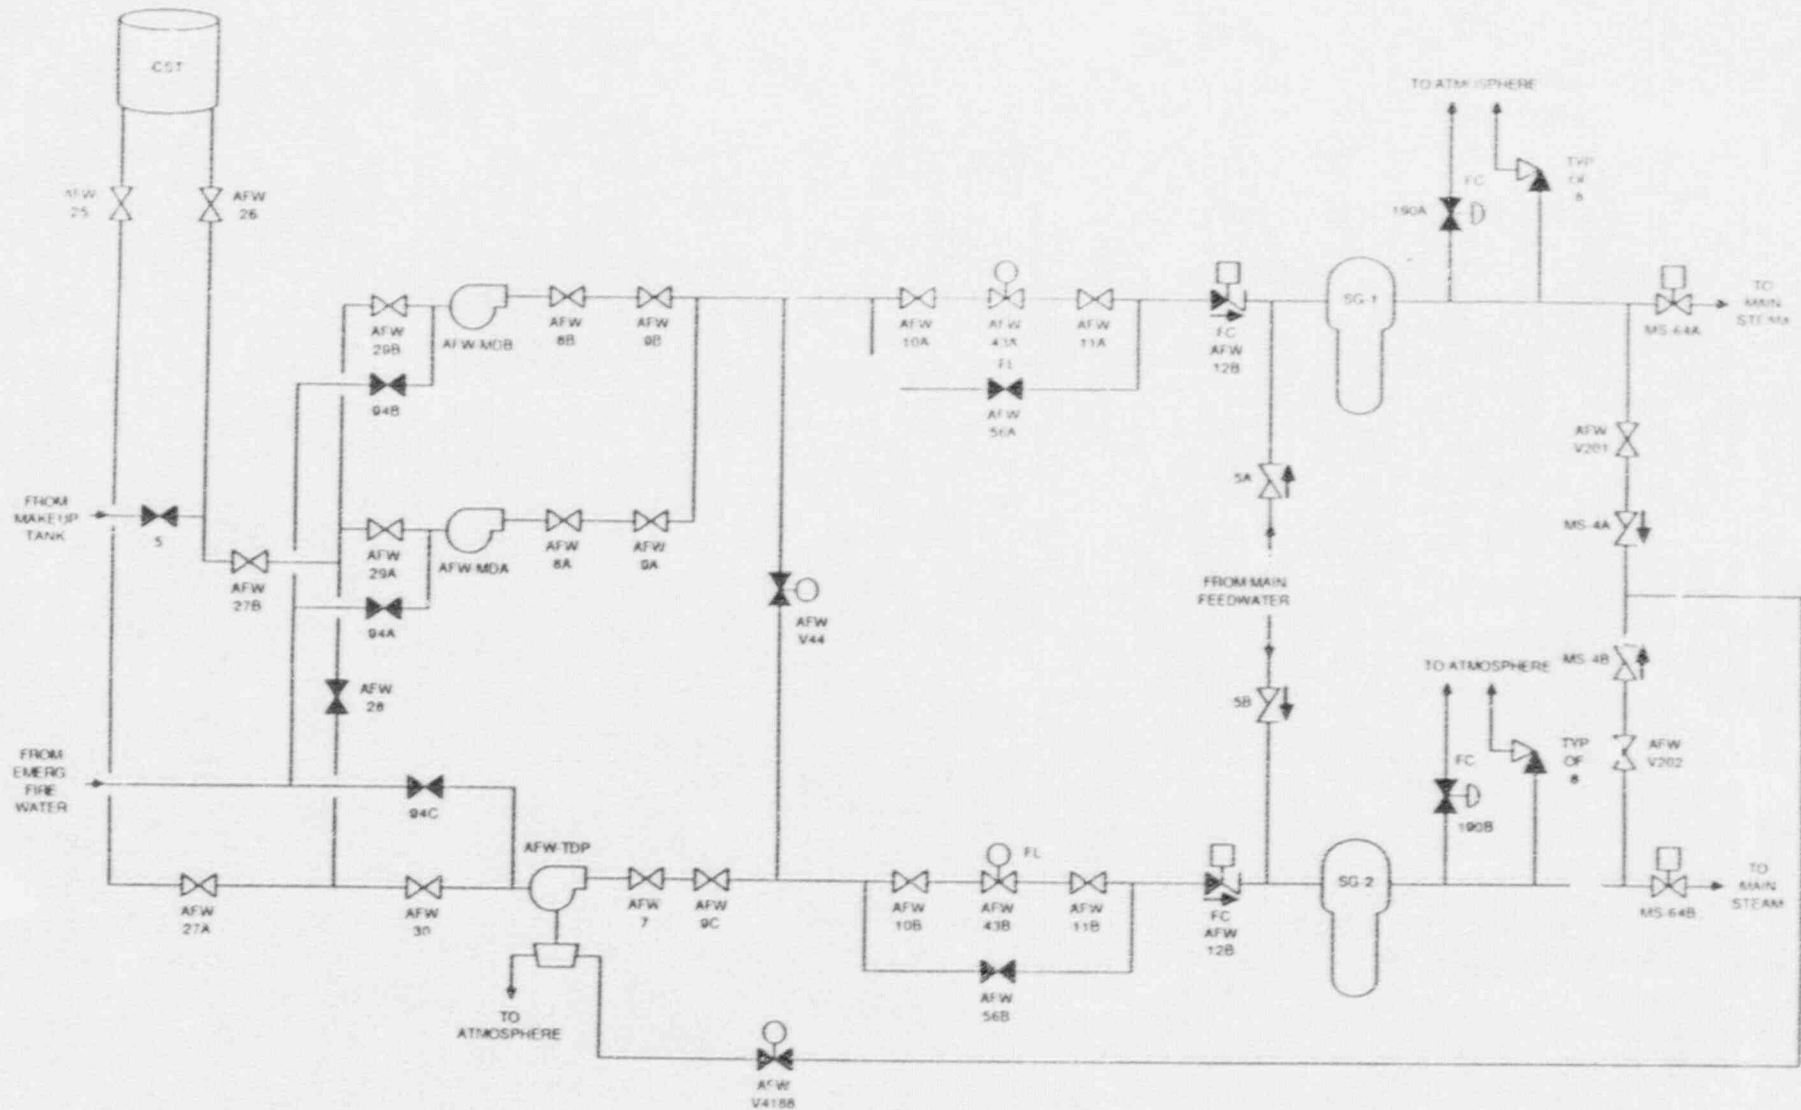 CST
AFW
25
AFW
26
TO ATMOSPHERE
FC
TYP
OF
8
190A
AFW
29B
AFW-MDB
AFW
8B
AFW
9B
AFW
10A
AFW
43A
FL
AFW
11A
FC
AFW
12B
SG-1
MS-64A
TO
MAIN
STEAM
94B
AFW
56A
AFW
V201
5A
FROM
MAKEUP
TANK
5
AFW
27B
AFW
29A
AFW-MDA
AFW
8A
AFW
9A
MS-4A
94A
AFW
V44
FROM MAIN
FEEDWATER
AFW
28
5B
TO ATMOSPHERE
MS-4B
FC
TYP
OF
8
AFW
V202
190B
FROM
EMERG
FIRE
WATER
94C
AFW-TDP
AFW
27A
AFW
30
AFW
7
AFW
9C
AFW
10B
FL
AFW
43B
AFW
11B
FC
AFW
12B
SG-2
MS-64B
TO
MAIN
STEAM
AFW
56B
TO
ATMOSPHERE
AFW
V4188